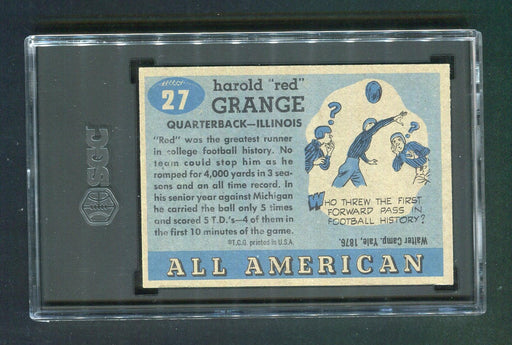 SGC
27
harold "red"
GRANGE
QUARTERBACK—ILLINOIS
"Red" was the greatest runner
in college football history. No
team could stop him as he
romped for 4,000 yards in 3 sea-
sons and an all time record. In
his senior year against Michigan
he carried the ball only 5 times
and scored 5 T.D.'s—4 of them in
the first 10 minutes of the game.
©T.C.G. printed in U.S.A.
?
?
WHO THREW THE FIRST
FORWARD PASS IN
FOOTBALL HISTORY?
Walter Camp, Yale, 1876.
ALL AMERICAN